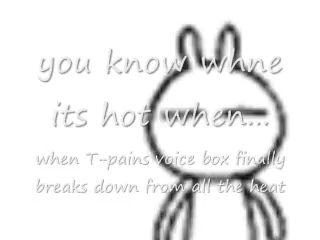 you know whne
its hot when...
when T-pains voice box finally
breaks down from all the heat